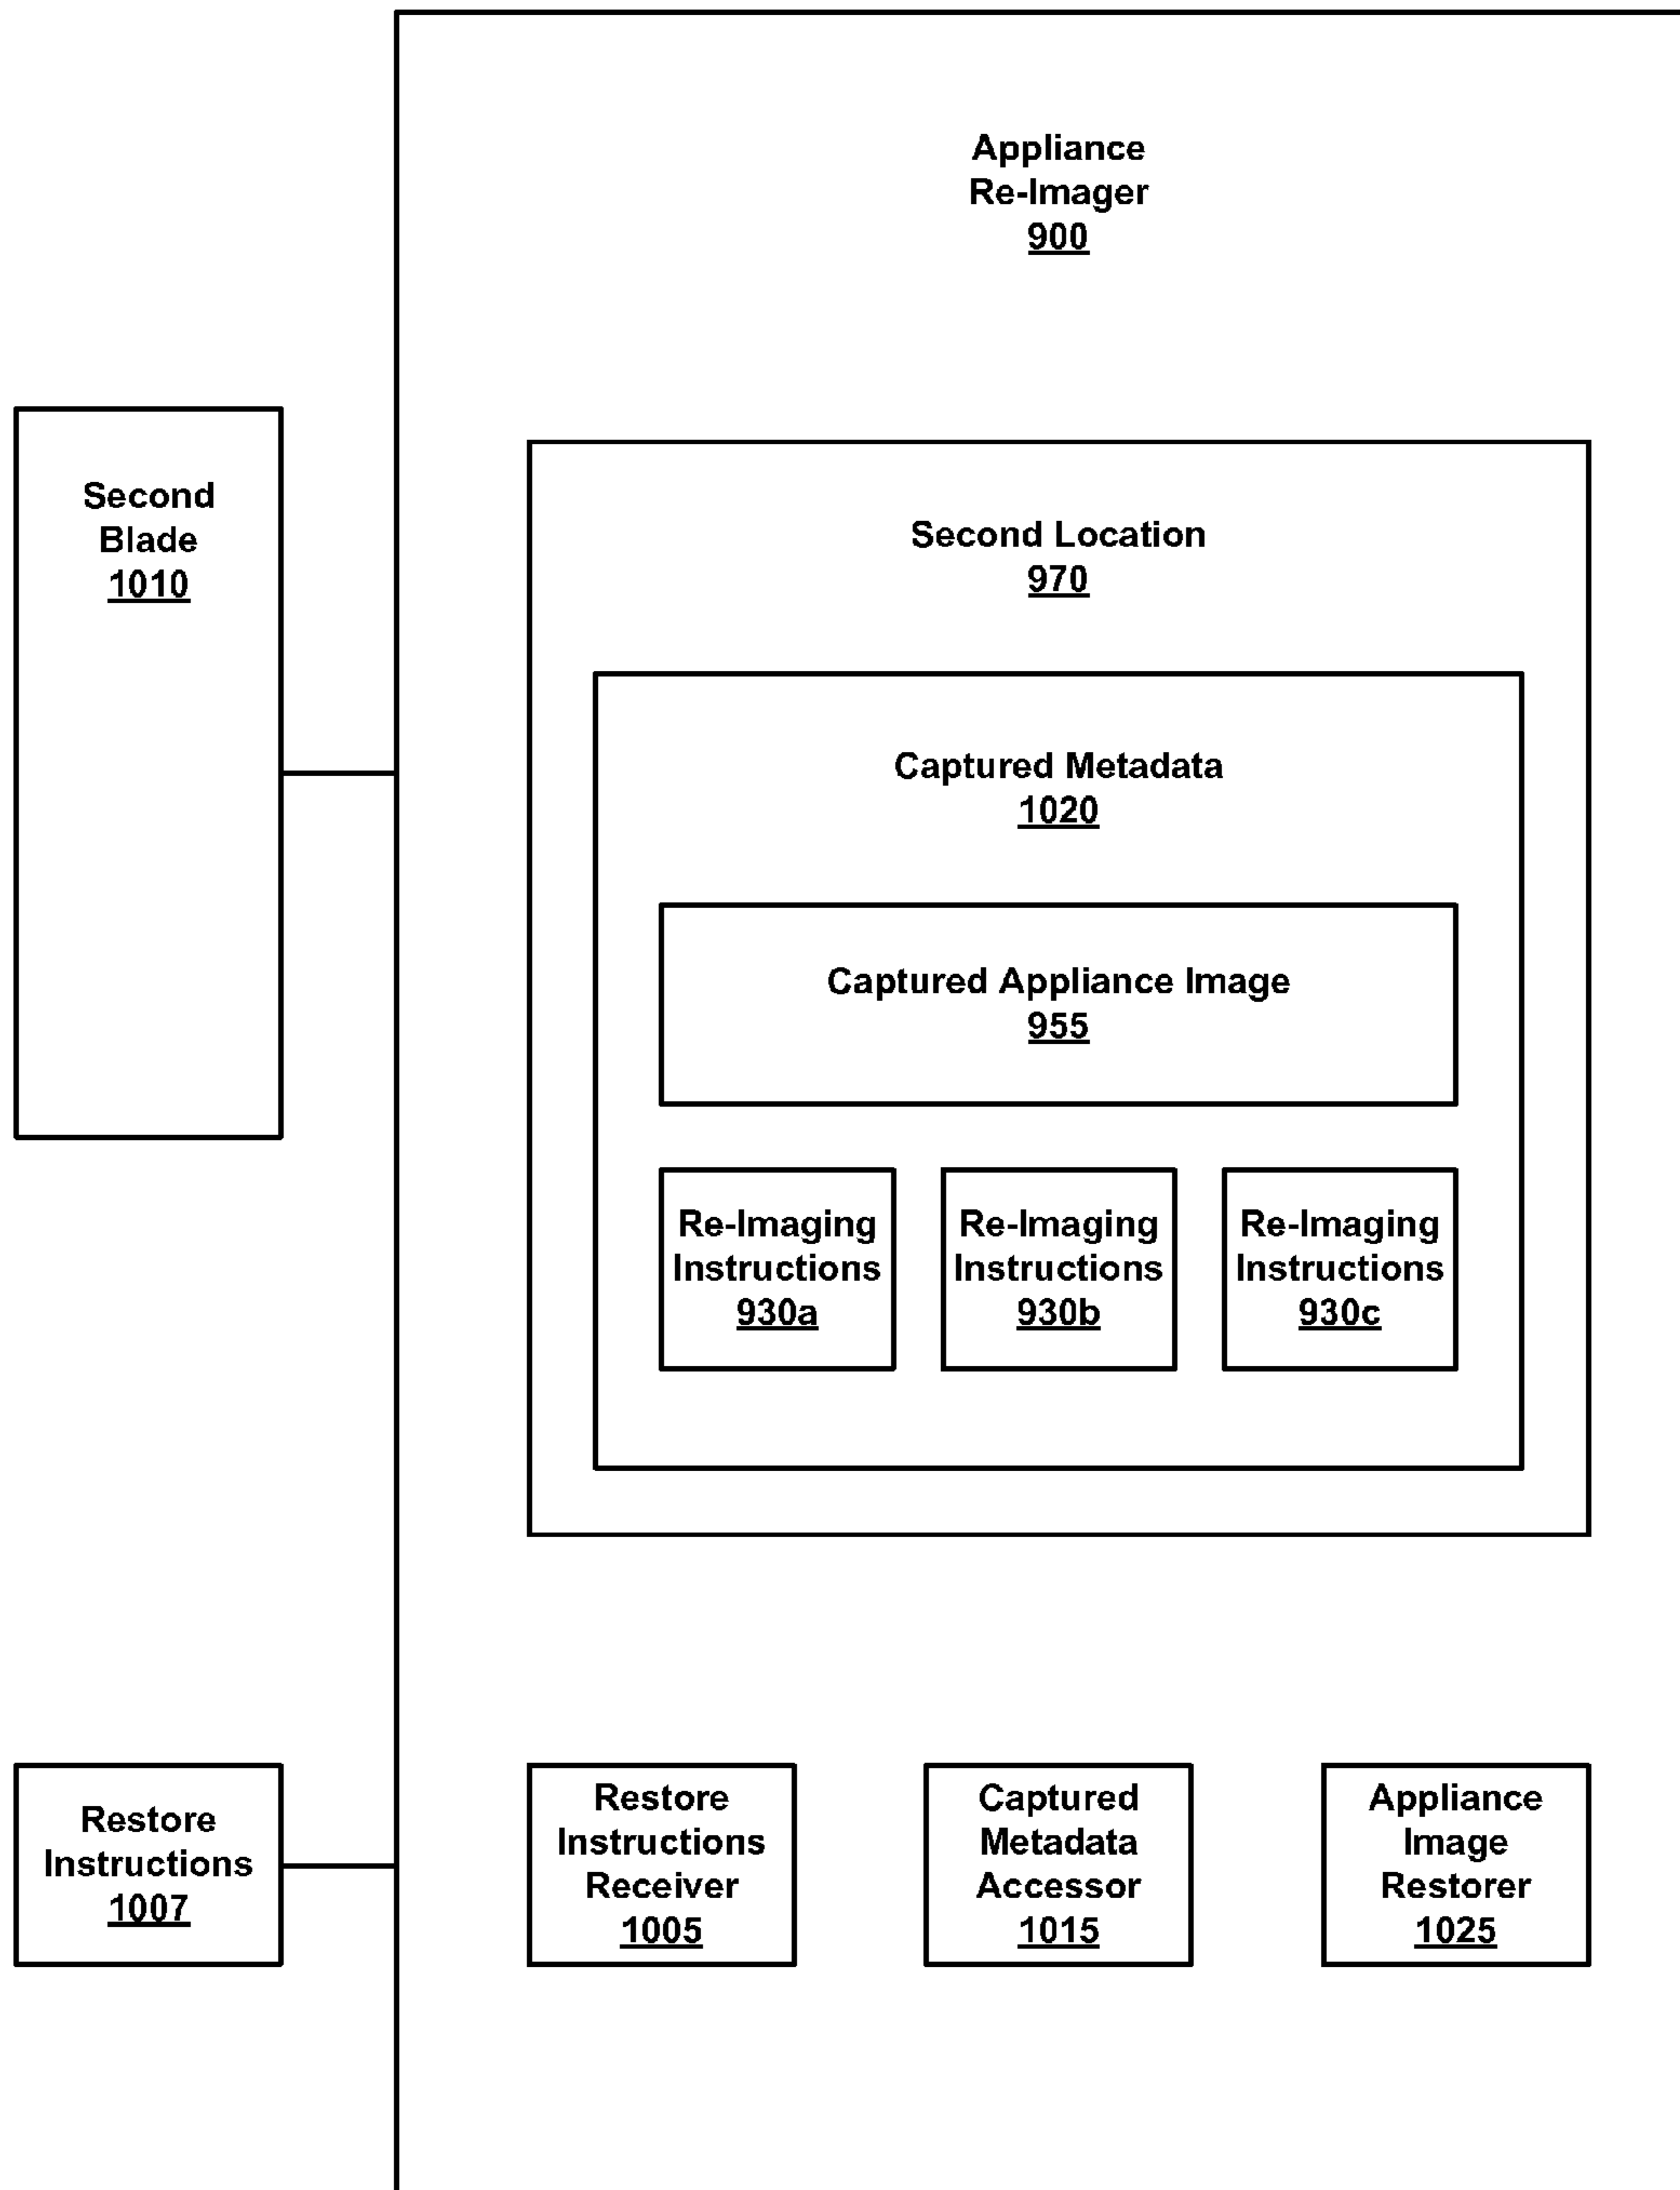 Appliance
Re-Imager
900
Second
Blade
1010
Second Location
970
Captured Metadata
1020
Captured Appliance Image
955
Re-Imaging
Instructions
930a
Re-Imaging
Instructions
930b
Re-Imaging
Instructions
930c
Restore
Instructions
1007
Restore
Instructions
Receiver
1005
Captured
Metadata
Accessor
1015
Appliance
Image
Restorer
1025